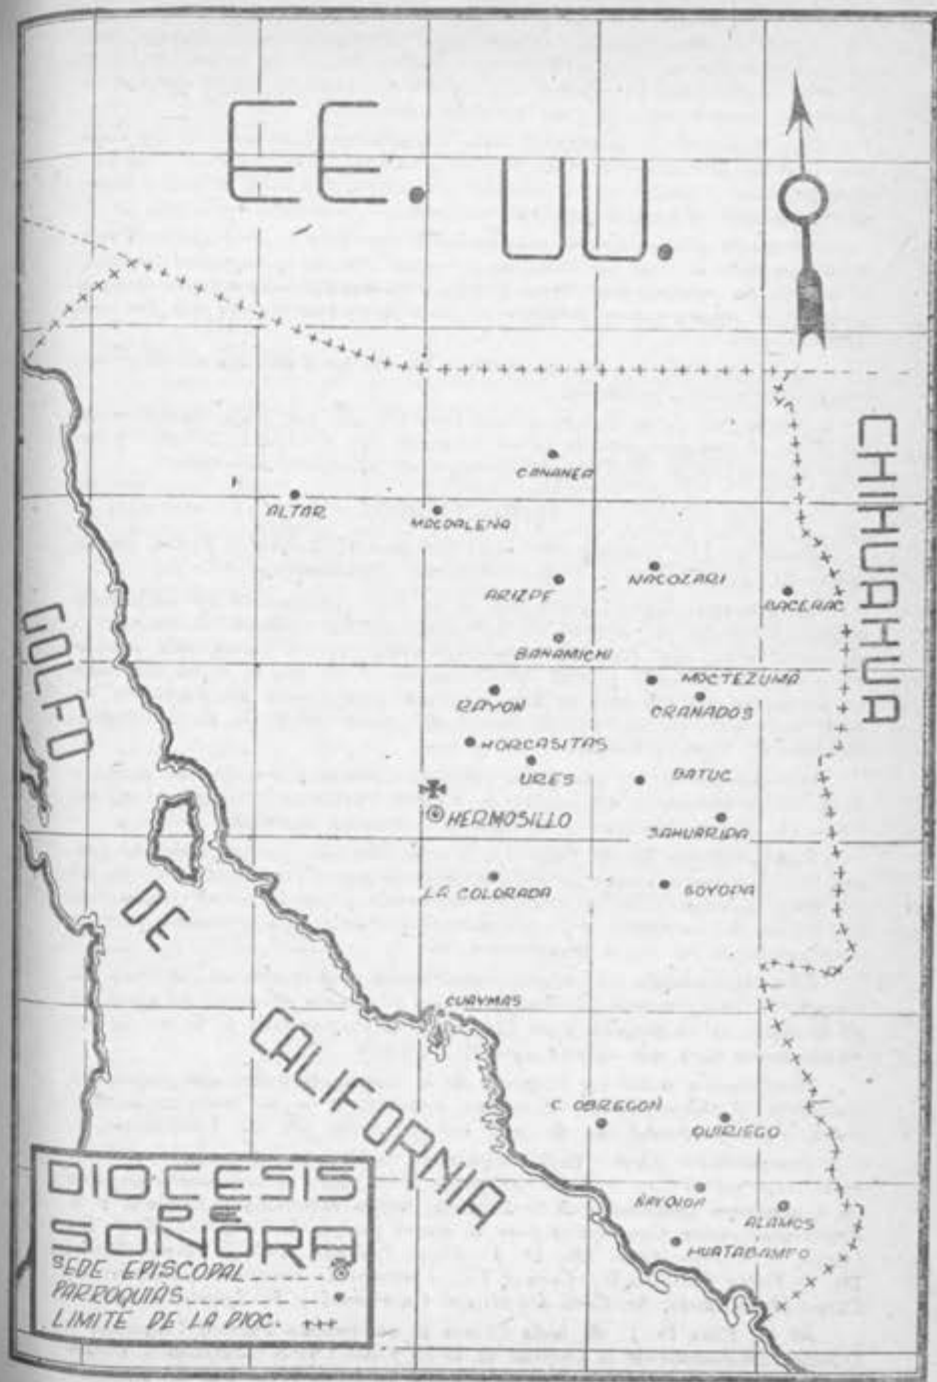 EE. UU.
CHIHUAHUA
CANANEA
ALTAR
MAGDALENA
ARIZPE
NACOZARI
BACERAC
BANAMICHI
MOCTEZUMA
GRANADOS
RAYON
HORCASITAS
URES
BATUC
HERMOSILLO
SAHUARIPA
LA COLORADA
SOYOPA
GUAYMAS
C. OBREGON
QUIRIEGO
NAVOJOA
ALAMOS
HUATABAMPO
GOLFO
DE
CALIFORNIA
DIOCESIS
DE
SONORA
SEDE EPISCOPAL
PARROQUIAS
LIMITE DE LA DIOC. +++